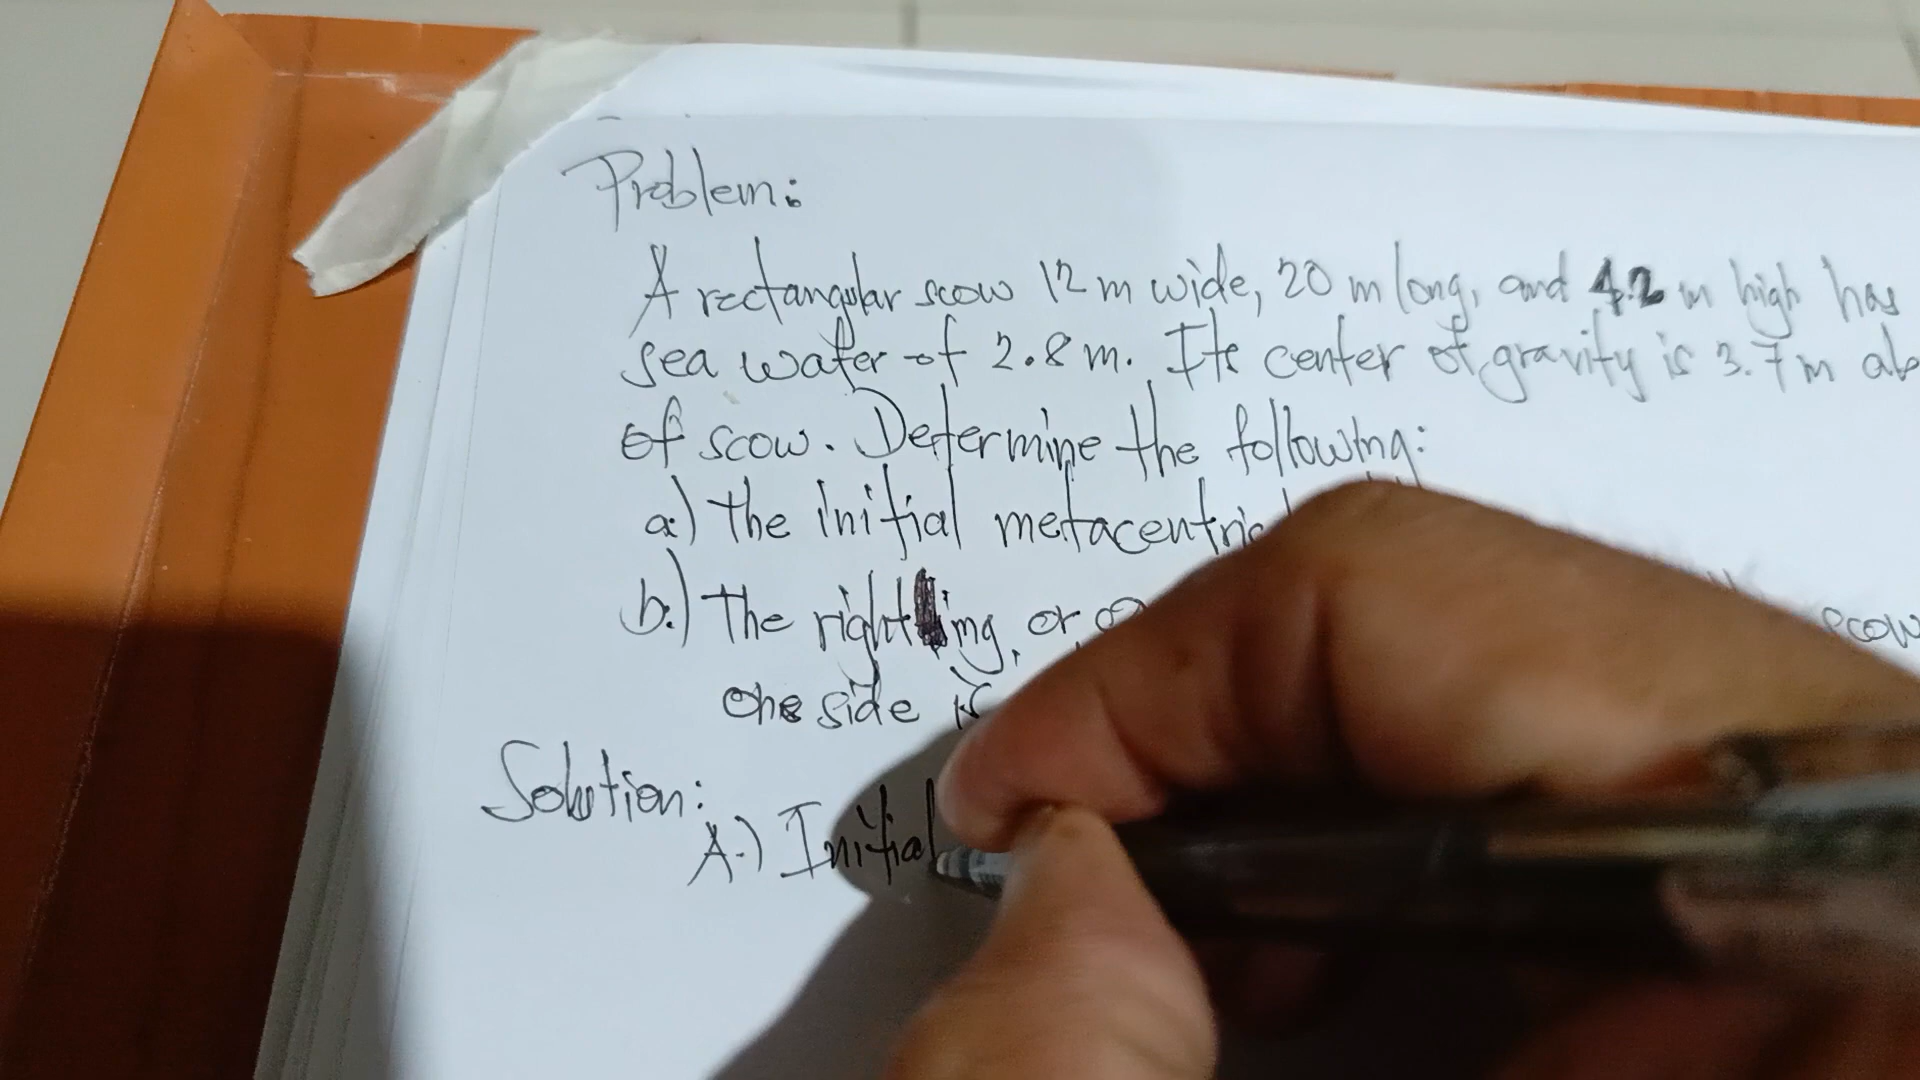 Problem:
A rectangular scow 12 m wide, 20 m long, and 4.2 m high has
sea water of 2.8 m. Its center of gravity is 3.7 m
of scow. Determine the following:
a.) the initial metacentric
b.) the righting, or
scow
one side is
Solution:
A.) Initial